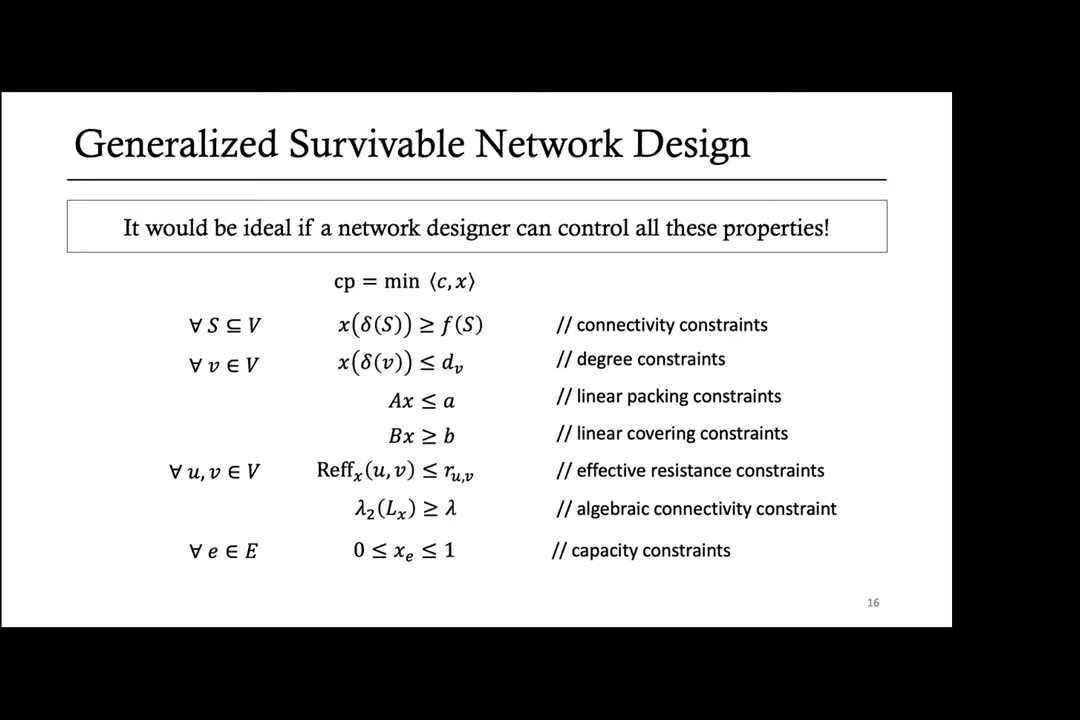 Generalized Survivable Network Design
It would be ideal if a network designer can control all these properties!
cp = min ⟨c, x⟩
∀ S ⊆ V x(δ(S)) ≥ f(S) // connectivity constraints
∀ v ∈ V x(δ(v)) ≤ d_v // degree constraints
Ax ≤ a // linear packing constraints
Bx ≥ b // linear covering constraints
∀ u, v ∈ V Reff_x(u, v) ≤ r_{u,v} // effective resistance constraints
λ₂(L_x) ≥ λ // algebraic connectivity constraint
∀ e ∈ E 0 ≤ x_e ≤ 1 // capacity constraints
16